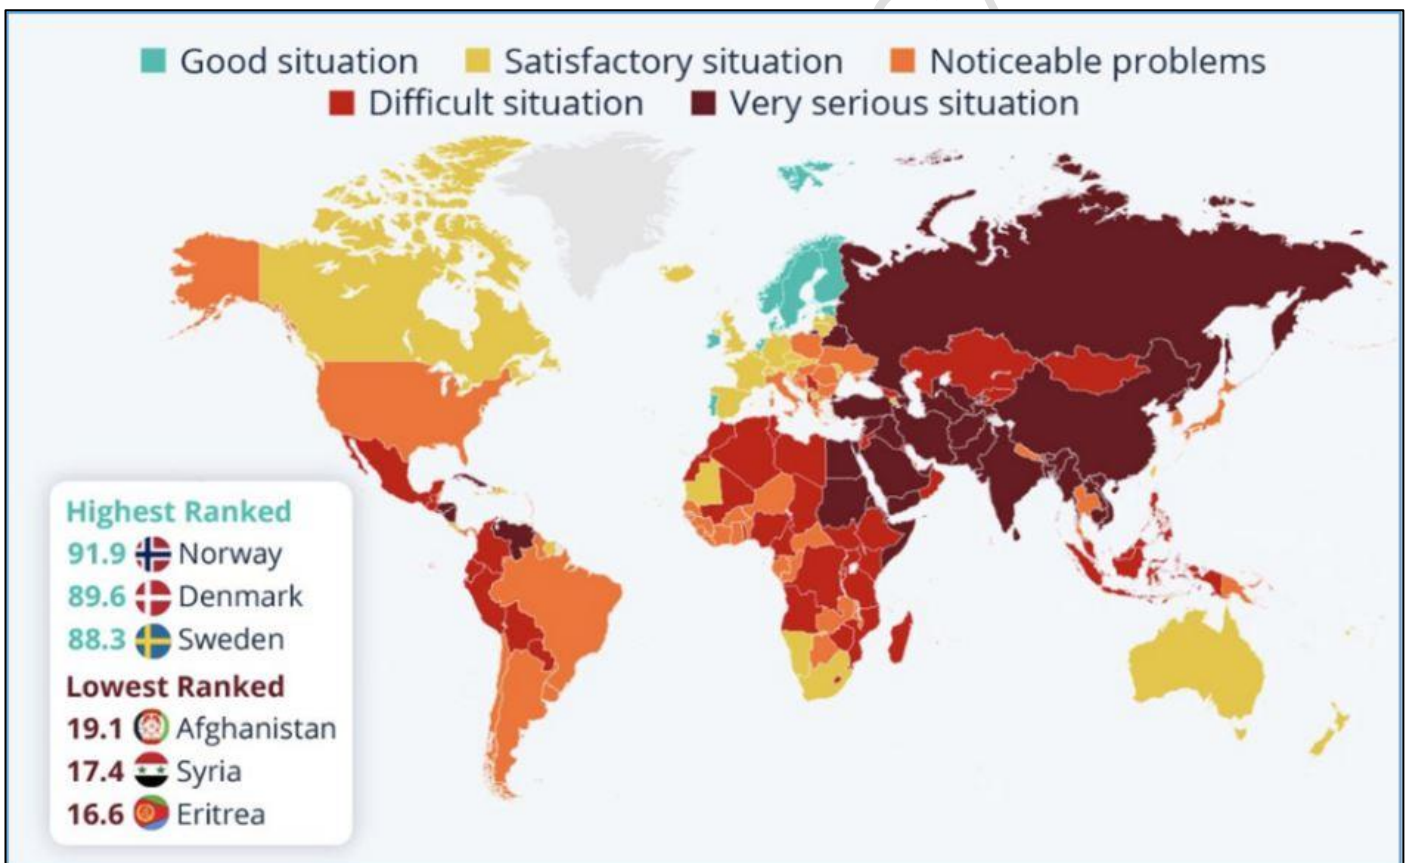 Good situation Satisfactory situation Noticeable problems
Difficult situation Very serious situation
Highest Ranked
91.9 Norway
89.6 Denmark
88.3 Sweden
Lowest Ranked
19.1 Afghanistan
17.4 Syria
16.6 Eritrea